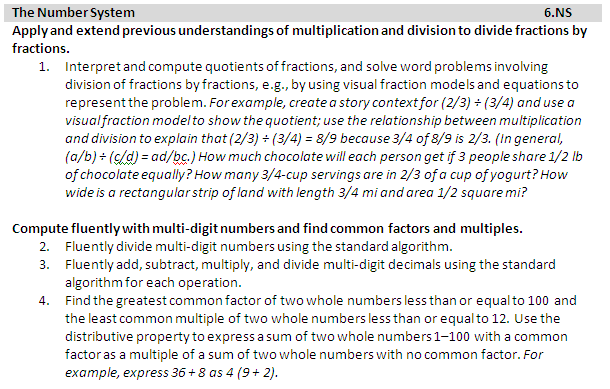 The Number System 6.NS
Apply and extend previous understandings of multiplication and division to divide fractions by
fractions.
1. Interpret and compute quotients of fractions, and solve word problems involving
division of fractions by fractions, e.g., by using visual fraction models and equations to
represent the problem. For example, create a story context for (2/3) ÷ (3/4) and use a
visual fraction model to show the quotient; use the relationship between multiplication
and division to explain that (2/3) ÷ (3/4) = 8/9 because 3/4 of 8/9 is 2/3. (In general,
(a/b) ÷ (c/d) = ad/bc.) How much chocolate will each person get if 3 people share 1/2 lb
of chocolate equally? How many 3/4-cup servings are in 2/3 of a cup of yogurt? How
wide is a rectangular strip of land with length 3/4 mi and area 1/2 square mi?
Compute fluently with multi-digit numbers and find common factors and multiples.
2. Fluently divide multi-digit numbers using the standard algorithm.
3. Fluently add, subtract, multiply, and divide multi-digit decimals using the standard
algorithm for each operation.
4. Find the greatest common factor of two whole numbers less than or equal to 100 and
the least common multiple of two whole numbers less than or equal to 12. Use the
distributive property to express a sum of two whole numbers 1–100 with a common
factor as a multiple of a sum of two whole numbers with no common factor. For
example, express 36 + 8 as 4 (9 + 2).